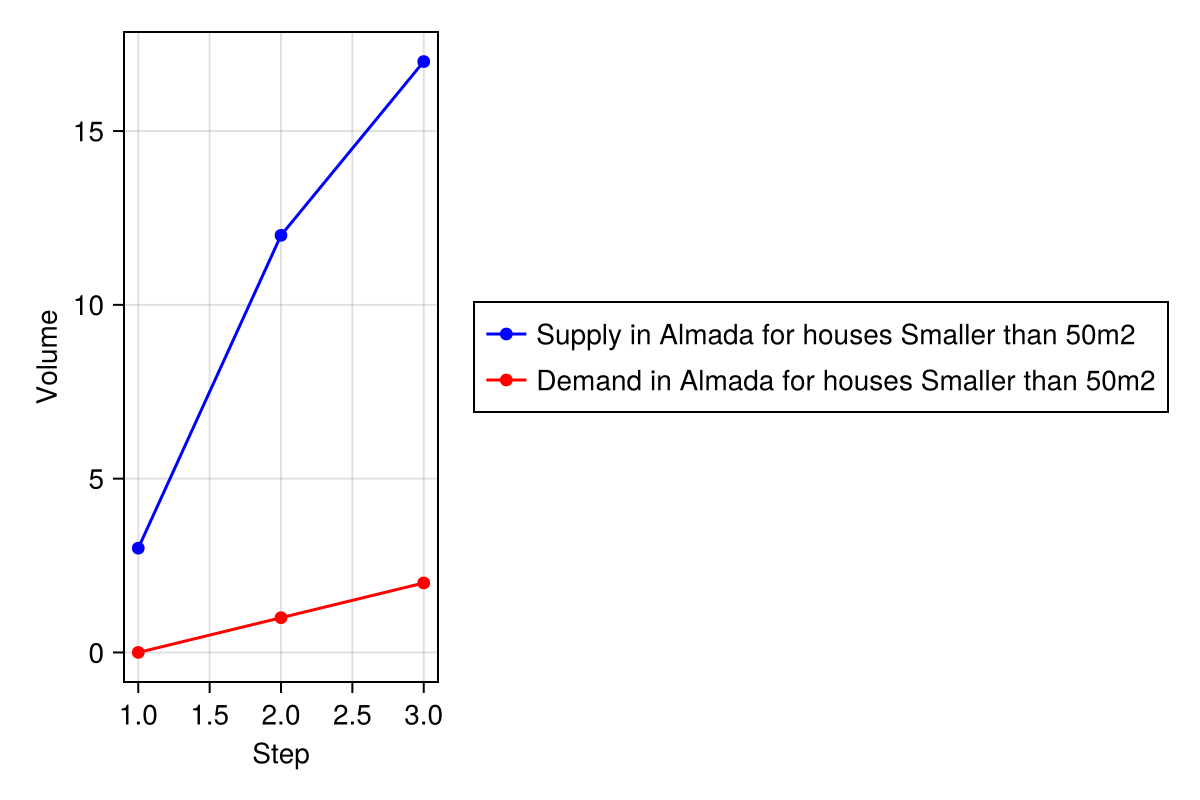 Volume
15
10
5
0
1.0 1.5 2.0 2.5 3.0
Step
Supply in Almada for houses Smaller than 50m2
Demand in Almada for houses Smaller than 50m2